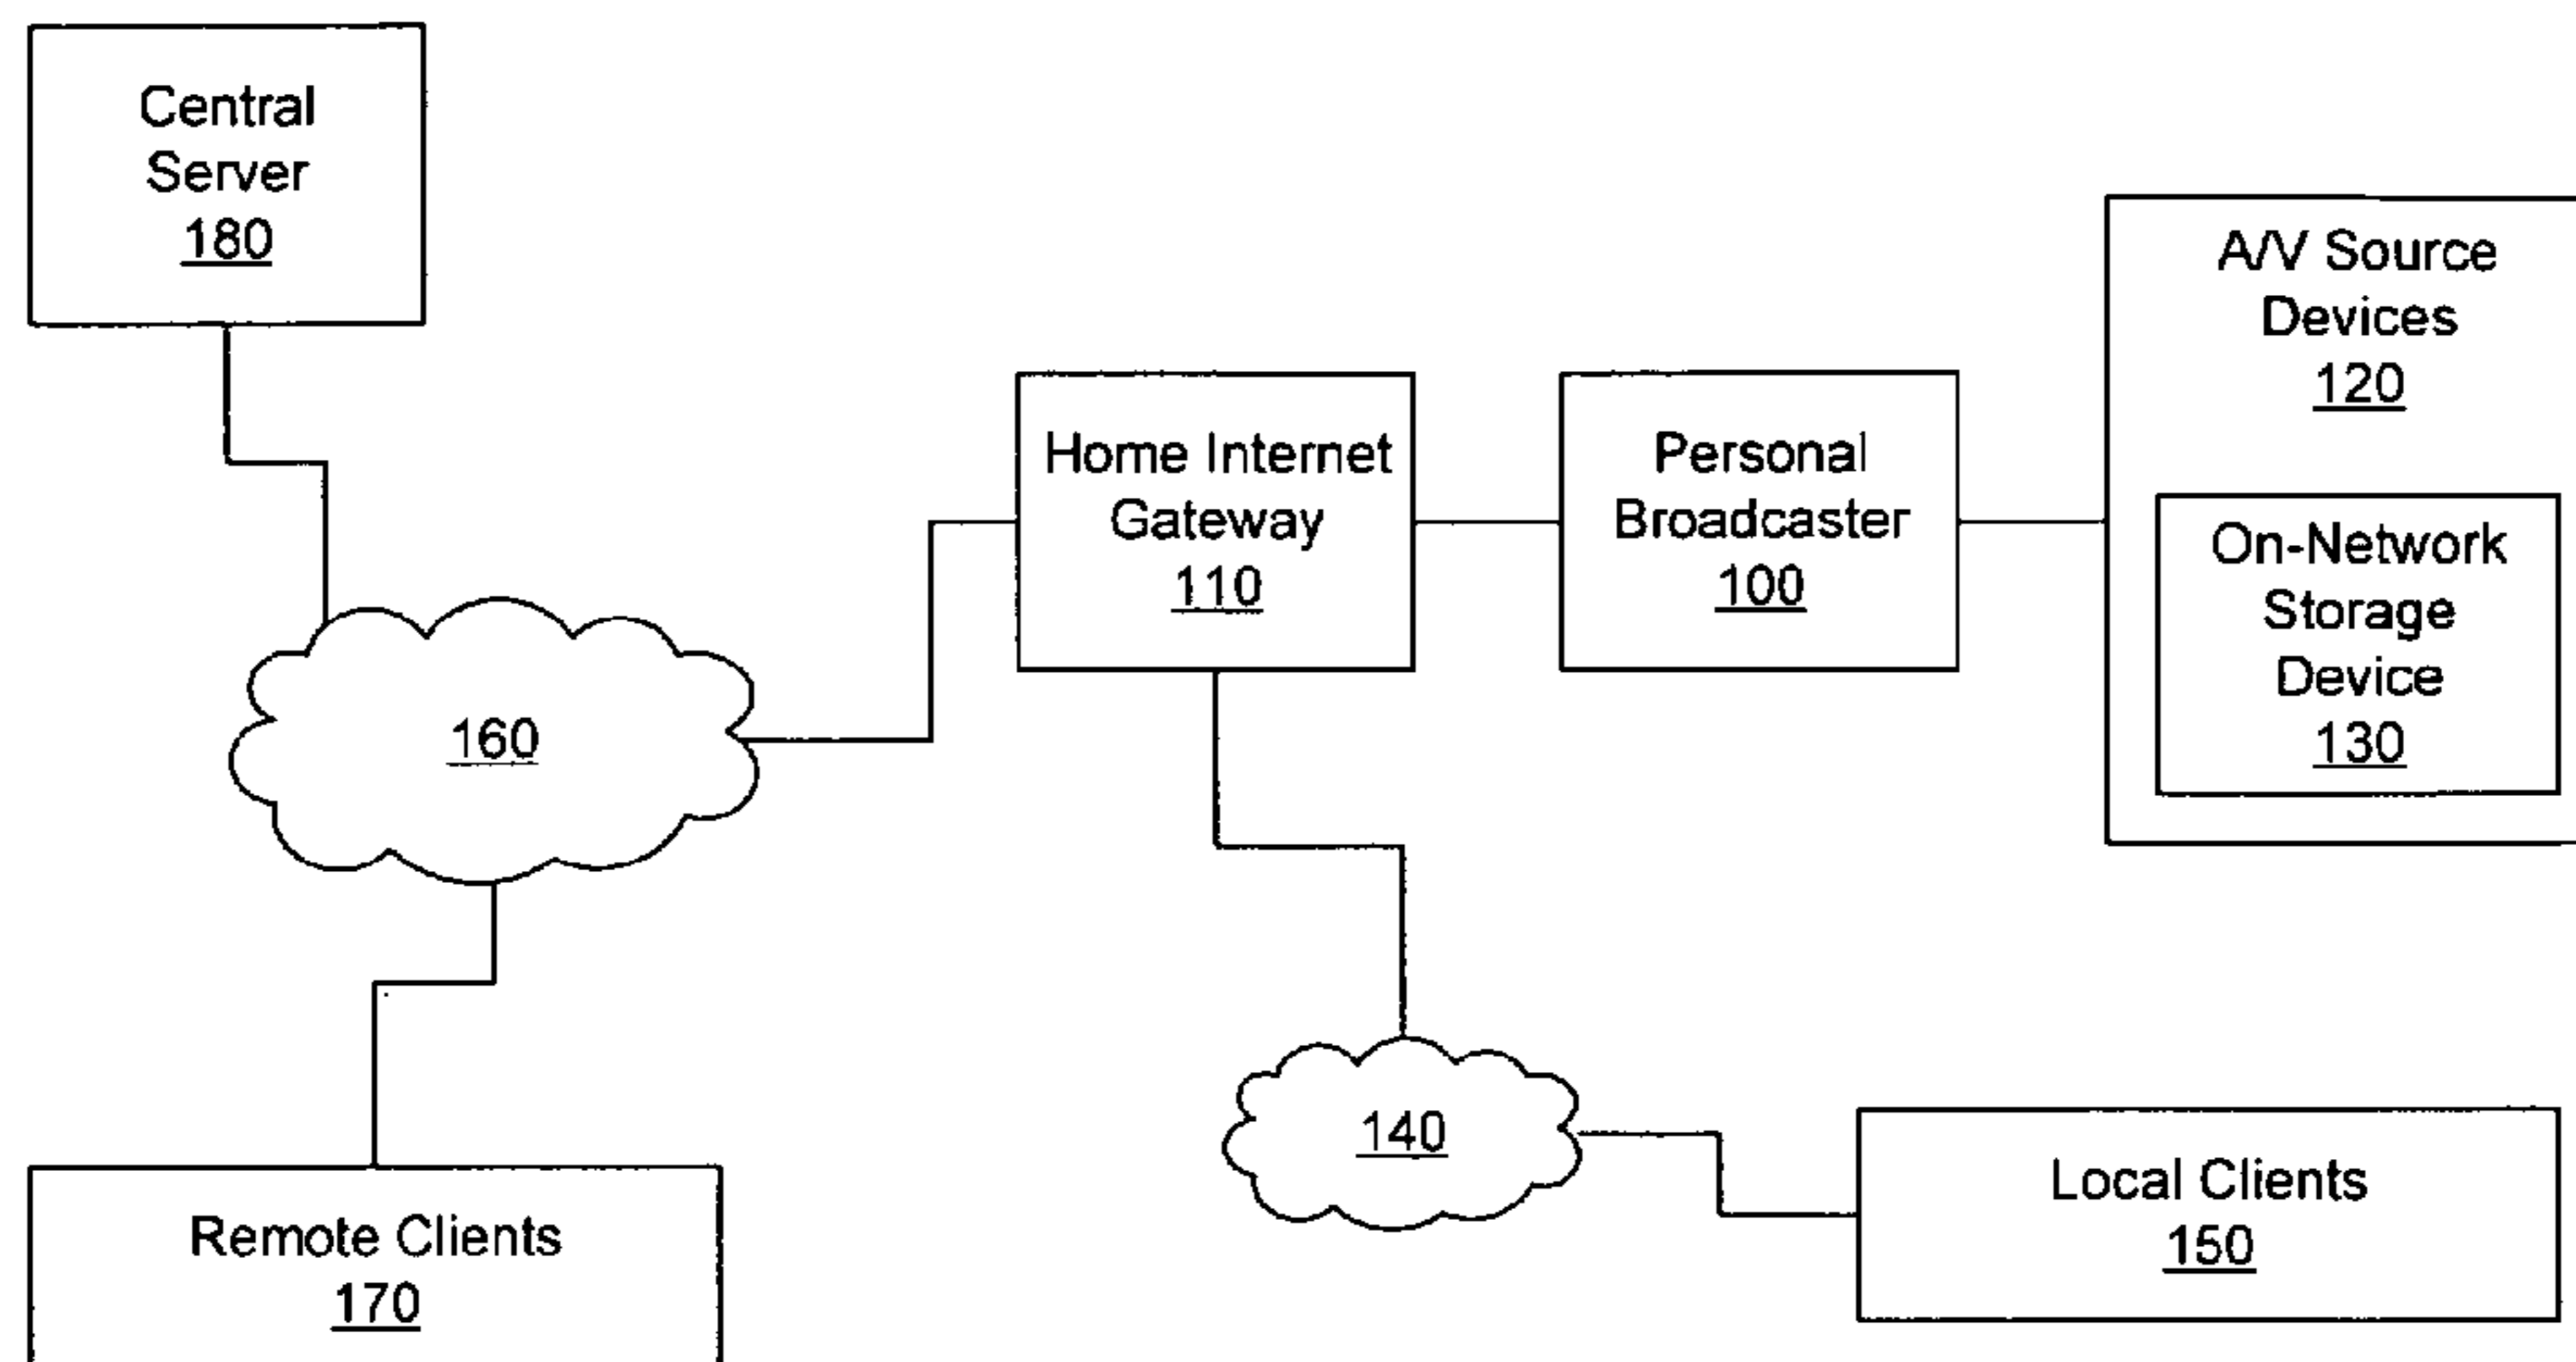 Central
Server
180
A/V Source
Devices
120
Home Internet
Gateway
110
Personal
Broadcaster
100
On-Network
Storage
Device
130
160
140
Local Clients
150
Remote Clients
170